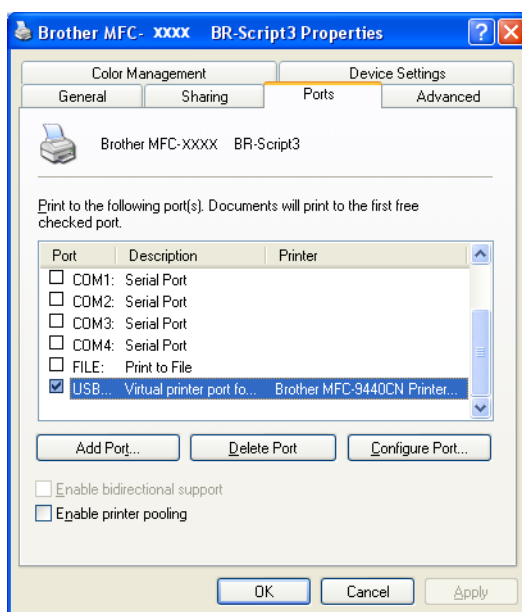 Brother MFC- XXXX BR-Script3 Properties
Color Management Device Settings
General Sharing Ports Advanced
Brother MFC-XXXX BR-Script3
Print to the following port(s). Documents will print to the first free
checked port.
Port Description Printer
COM1: Serial Port
COM2: Serial Port
COM3: Serial Port
COM4: Serial Port
FILE: Print to File
USB... Virtual printer port fo... Brother MFC-9440CN Printer...
Add Port... Delete Port Configure Port...
Enable bidirectional support
Enable printer pooling
OK Cancel Apply